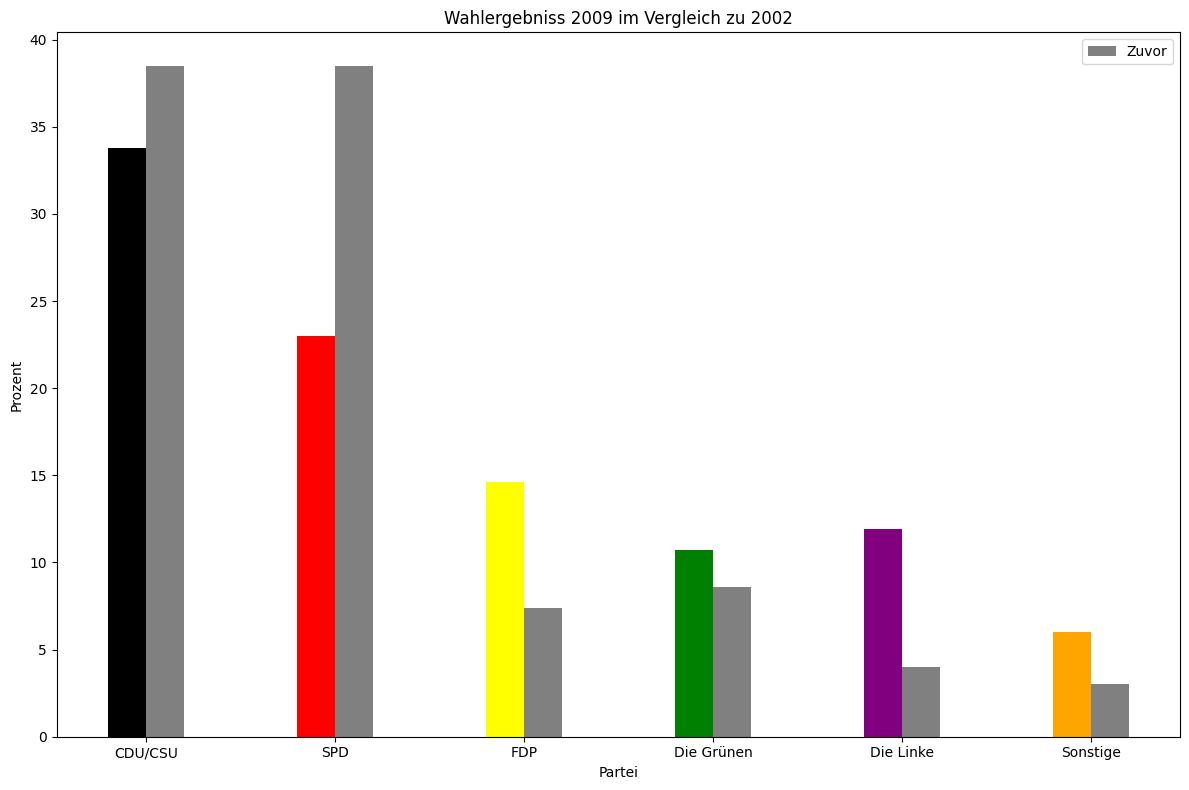 Wahlergebniss 2009 im Vergleich zu 2002
Zuvor
Prozent
40
35
30
25
20
15
10
5
0
CDU/CSU SPD FDP Die Grünen Die Linke Sonstige
Partei